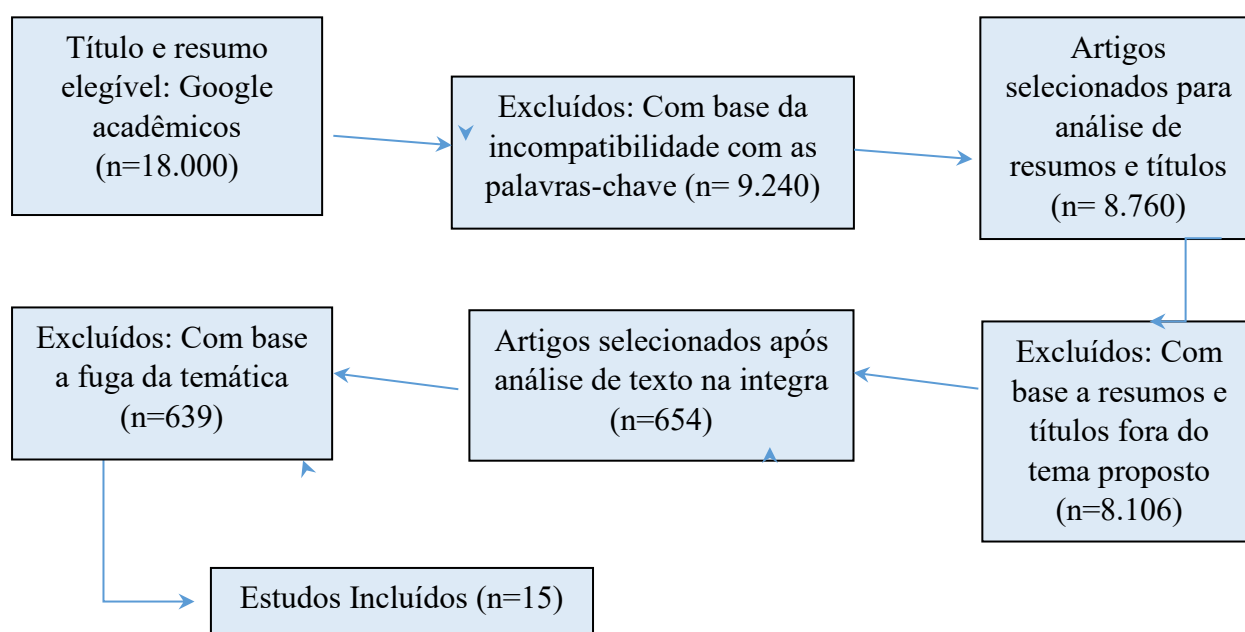 Título e resumo
elegível: Google
acadêmicos
(n=18.000)
Excluídos: Com base da
incompatibilidade com as
palavras-chave (n= 9.240)
Artigos
selecionados para
análise de
resumos e títulos
(n= 8.760)
Excluídos: Com
base a resumos e
títulos fora do
tema proposto
(n=8.106)
Artigos selecionados após
análise de texto na integra
(n=654)
Excluídos: Com base
a fuga da temática
(n=639)
Estudos Incluídos (n=15)